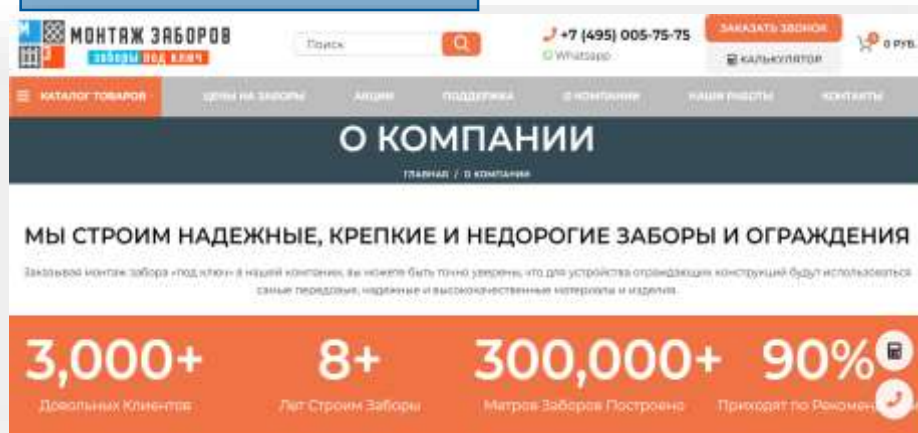 МОНТАЖ ЗАБОРОВ
заборы под ключ
Поиск
+7 (495) 005-75-75
Whatsapp
ЗАКАЗАТЬ ЗВОНОК
КАЛЬКУЛЯТОР
0
0 РУБ.
КАТАЛОГ ТОВАРОВ
ЦЕНЫ НА ЗАБОРЫ
АКЦИИ
ПОДДЕРЖКА
О КОМПАНИИ
НАШИ РАБОТЫ
КОНТАКТЫ
О КОМПАНИИ
ГЛАВНАЯ / О КОМПАНИИ
МЫ СТРОИМ НАДЕЖНЫЕ, КРЕПКИЕ И НЕДОРОГИЕ ЗАБОРЫ И ОГРАЖДЕНИЯ
Заказывая монтаж забора «под ключ» в нашей компании, вы можете быть точно уверены, что для устройства ограждающих конструкций будут использоваться
самые передовые, надежные и высококачественные материалы и изделия.
3,000+
8+
300,000+
90%
Довольных Клиентов
Лет Строим Заборы
Метров Заборов Построено
Приходят по Рекомен